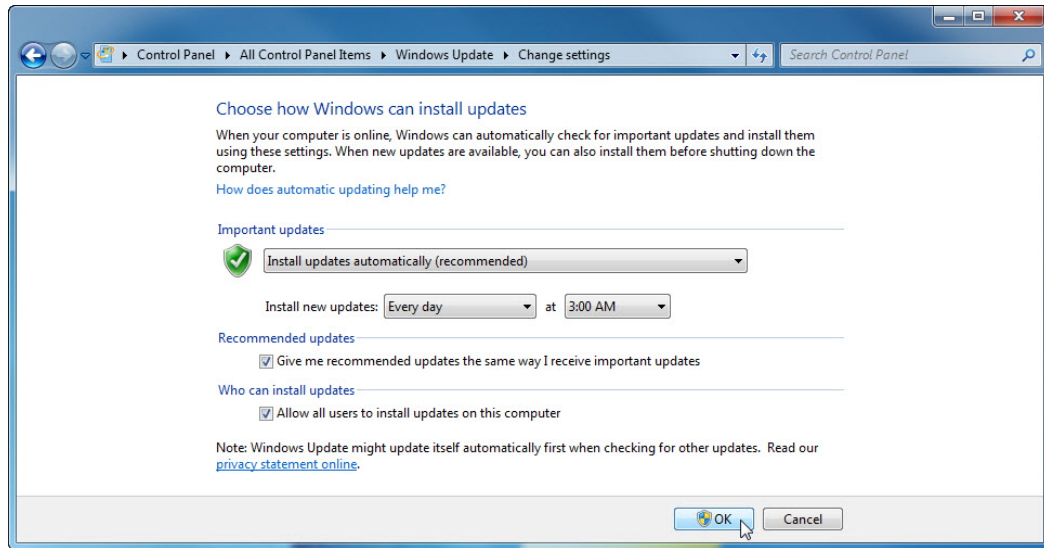 Control Panel All Control Panel Items Windows Update Change settings
Search Control Panel
Choose how Windows can install updates
When your computer is online, Windows can automatically check for important updates and install them
using these settings. When new updates are available, you can also install them before shutting down the
computer.
How does automatic updating help me?
Important updates
Install updates automatically (recommended)
Install new updates: Every day at 3:00 AM
Recommended updates
Give me recommended updates the same way I receive important updates
Who can install updates
Allow all users to install updates on this computer
Note: Windows Update might update itself automatically first when checking for other updates. Read our
privacy statement online.
OK Cancel